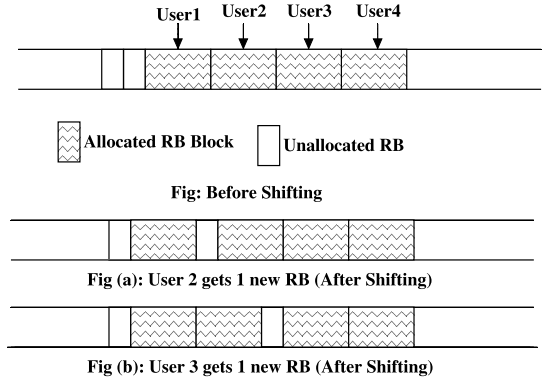 User1 User2 User3 User4
Allocated RB Block
Unallocated RB
Fig: Before Shifting
Fig (a): User 2 gets 1 new RB (After Shifting)
Fig (b): User 3 gets 1 new RB (After Shifting)